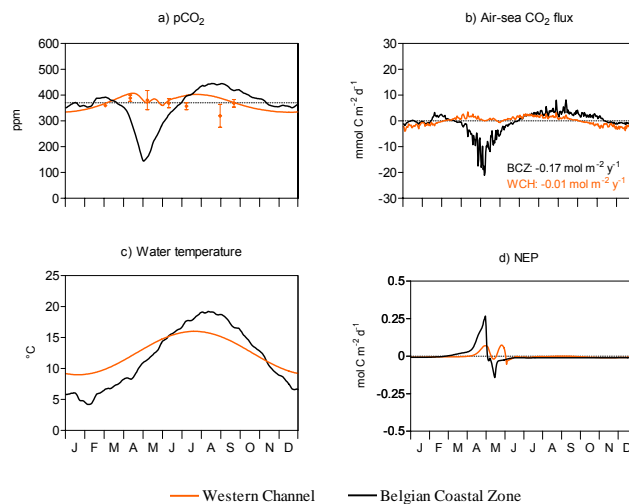 a) pCO₂
b) Air-sea CO₂ flux
600
500
400
300
200
100
0
ppm
30
20
10
0
-10
-20
-30
mmol C m⁻² d⁻¹
BCZ: -0.17 mol m⁻² y⁻¹
WCH: -0.01 mol m⁻² y⁻¹
J F M A M J J A S O N D
J F M A M J J A S O N D
c) Water temperature
d) NEP
25
20
15
10
5
0
°C
0.5
0.25
0
-0.25
-0.5
mol C m⁻² d⁻¹
J F M A M J J A S O N D
J F M A M J J A S O N D
Western Channel
Belgian Coastal Zone